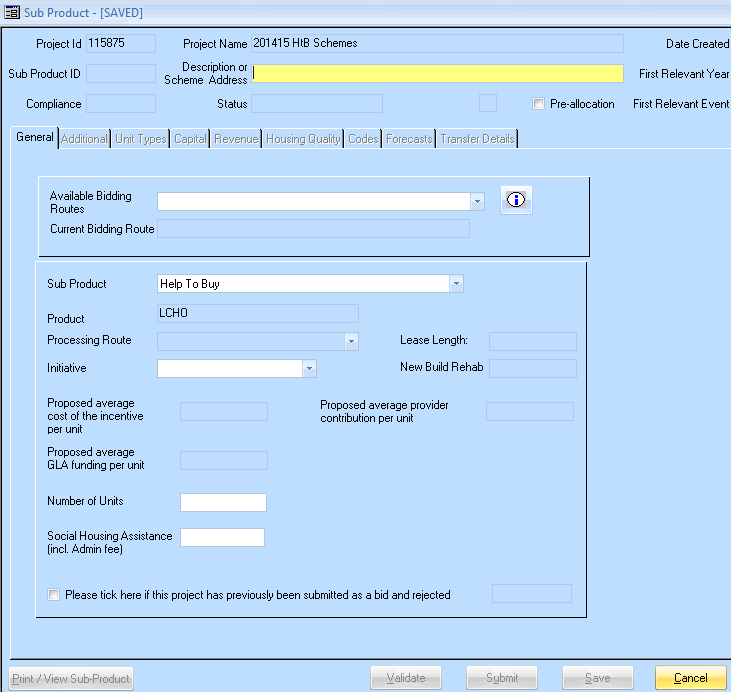 Sub Product - [SAVED]
Project Id 115875 Project Name 201415 HtB Schemes Date Created
Sub Product ID Description or Scheme Address First Relevant Year
Compliance Status Pre-allocation First Relevant Event
General Additional Unit Types Capital Revenue Housing Quality Codes Forecasts Transfer Details
Available Bidding
Routes
Current Bidding Route
Sub Product Help To Buy
Product LCHO
Processing Route Lease Length:
Initiative New Build Rehab
Proposed average
cost of the incentive
per unit
Proposed average provider
contribution per unit
Proposed average
GLA funding per unit
Number of Units
Social Housing Assistance
(incl. Admin fee)
Please tick here if this project has previously been submitted as a bid and rejected
Print / View Sub-Product Validate Submit Save Cancel